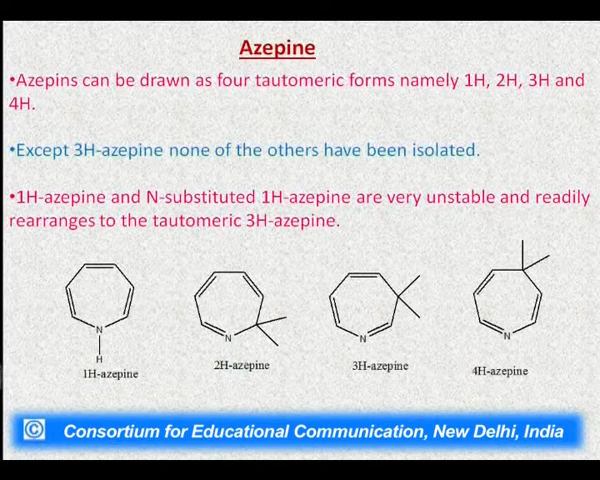 Azepine
•Azepins can be drawn as four tautomeric forms namely 1H, 2H, 3H and
4H.
•Except 3H-azepine none of the others have been isolated.
•1H-azepine and N-substituted 1H-azepine are very unstable and readily
rearranges to the tautomeric 3H-azepine.
N
H
N
N
N
1H-azepine
2H-azepine
3H-azepine
4H-azepine
© Consortium for Educational Communication, New Delhi, India